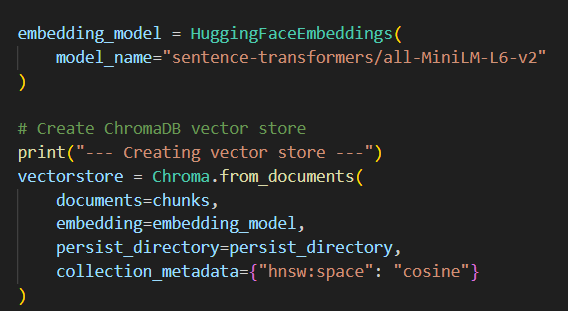 embedding_model = HuggingFaceEmbeddings(
    model_name="sentence-transformers/all-MiniLM-L6-v2"
)
# Create ChromaDB vector store
print("--- Creating vector store ---")
vectorstore = Chroma.from_documents(
    documents=chunks,
    embedding=embedding_model,
    persist_directory=persist_directory,
    collection_metadata={"hnsw:space": "cosine"}
)